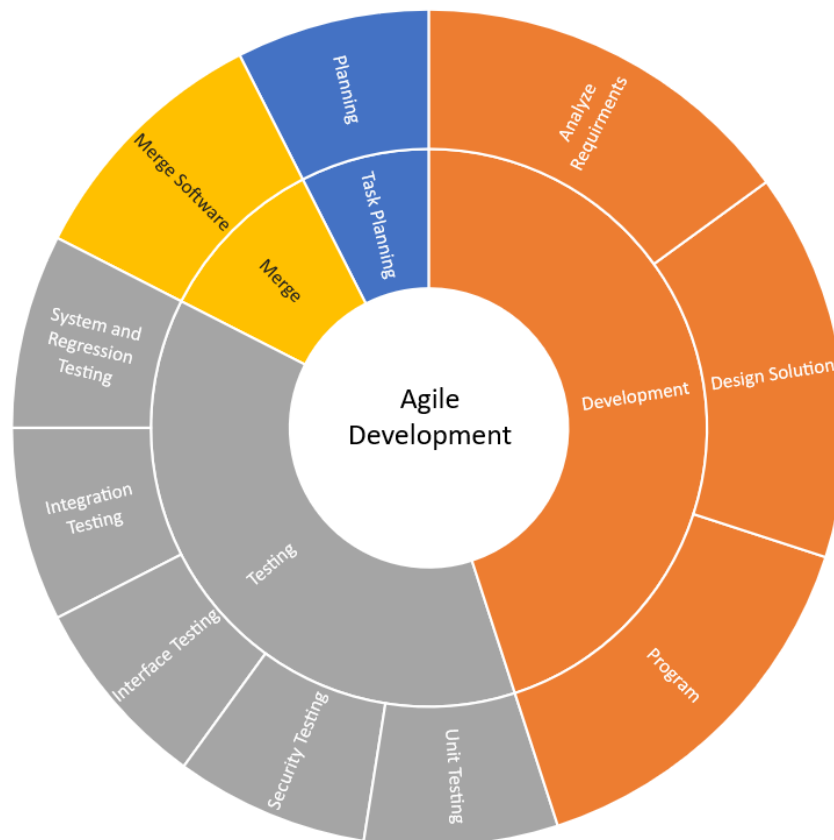 Planning
Analyze
Requirments
Merge Software
Task Planning
Merge
System and
Regression
Testing
Agile
Development
Development
Design Solution
Integration
Testing
Testing
Interface Testing
Program
Security Testing
Unit Testing